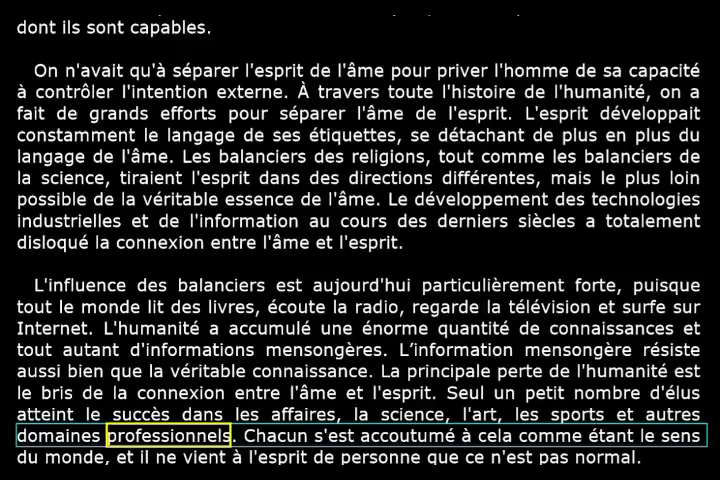 dont ils sont capables.
On n'avait qu'à séparer l'esprit de l'âme pour priver l'homme de sa capacité
à contrôler l'intention externe. À travers toute l'histoire de l'humanité, on a
fait de grands efforts pour séparer l'âme de l'esprit. L'esprit développait
constamment le langage de ses étiquettes, se détachant de plus en plus du
langage de l'âme. Les balanciers des religions, tout comme les balanciers de
la science, tiraient l'esprit dans des directions différentes, mais le plus loin
possible de la véritable essence de l'âme. Le développement des technologies
industrielles et de l'information au cours des derniers siècles a totalement
disloqué la connexion entre l'âme et l'esprit.
L'influence des balanciers est aujourd'hui particulièrement forte, puisque
tout le monde lit des livres, écoute la radio, regarde la télévision et surfe sur
Internet. L'humanité a accumulé une énorme quantité de connaissances et
tout autant d'informations mensongères. L’information mensongère résiste
aussi bien que la véritable connaissance. La principale perte de l'humanité est
le bris de la connexion entre l'âme et l'esprit. Seul un petit nombre d'élus
atteint le succès dans les affaires, la science, l'art, les sports et autres
domaines professionnels. Chacun s'est accoutumé à cela comme étant le sens
du monde, et il ne vient à l'esprit de personne que ce n'est pas normal.